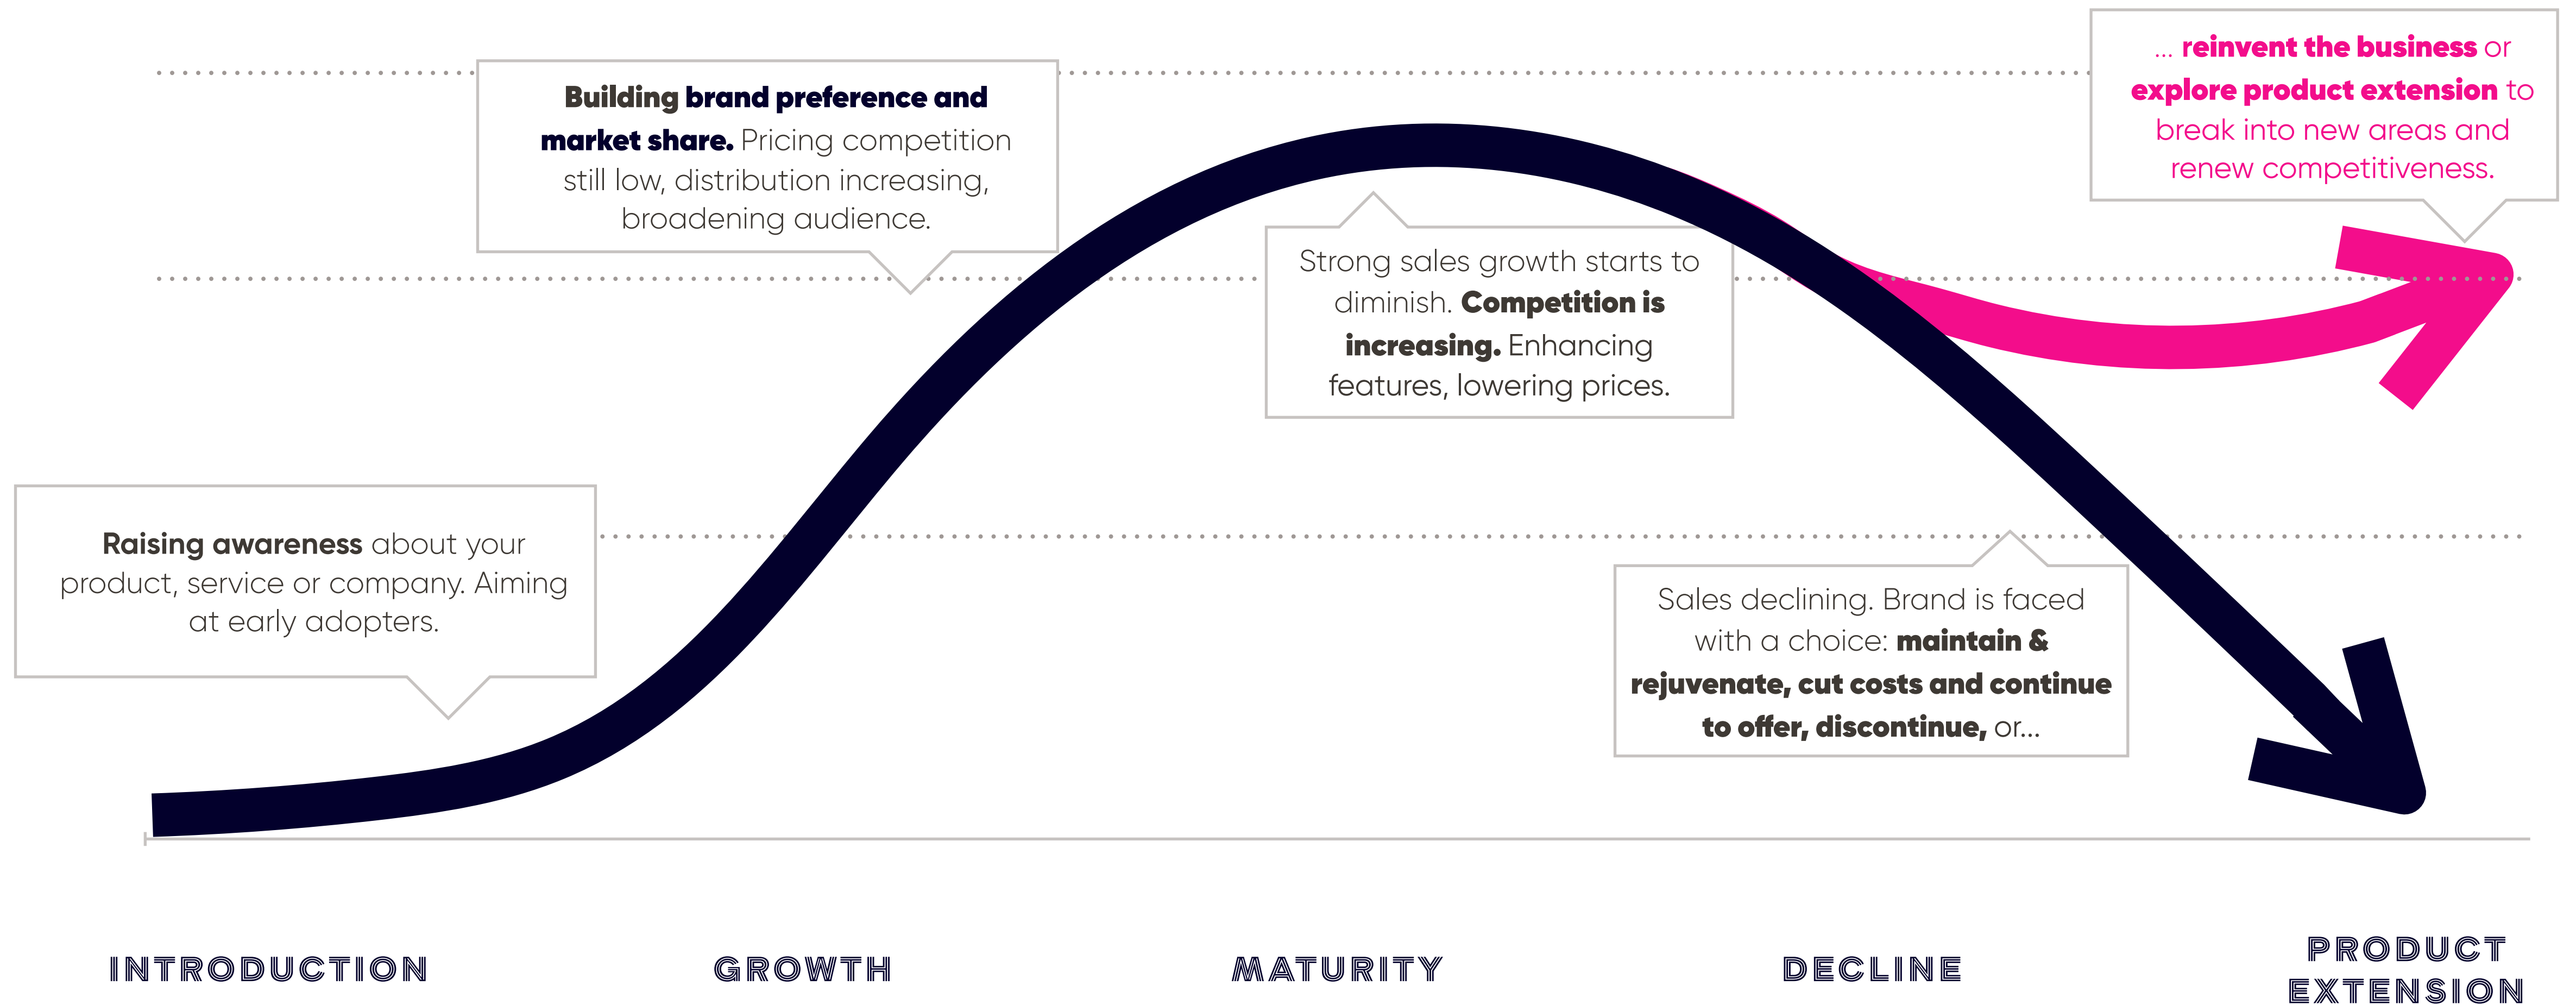 ... reinvent the business or
explore product extension to
break into new areas and
renew competitiveness.
Building brand preference and
market share. Pricing competition
still low, distribution increasing,
broadening audience.
Strong sales growth starts to
diminish. Competition is
increasing. Enhancing
features, lowering prices.
Raising awareness about your
product, service or company. Aiming
at early adopters.
Sales declining. Brand is faced
with a choice: maintain &
rejuvenate, cut costs and continue
to offer, discontinue, or...
INTRODUCTION
GROWTH
MATURITY
DECLINE
PRODUCT
EXTENSION